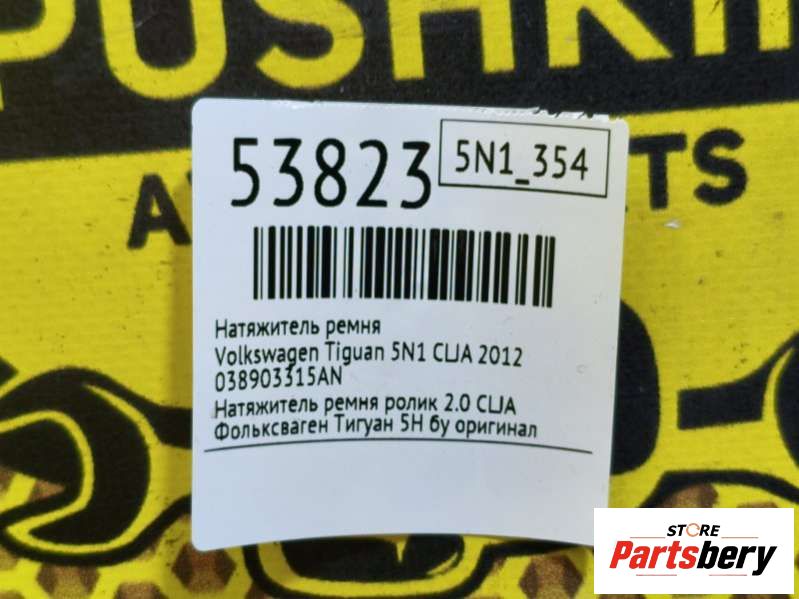 PUSHKIN
53823
5N1_354
TS
Натяжитель ремня
Volkswagen Tiguan 5N1 CLJA 2012
038903315AN
Натяжитель ремня ролик 2.0 CLJA
Фольксваген Тигуан 5Н бу оригинал
STORE
Partsbery